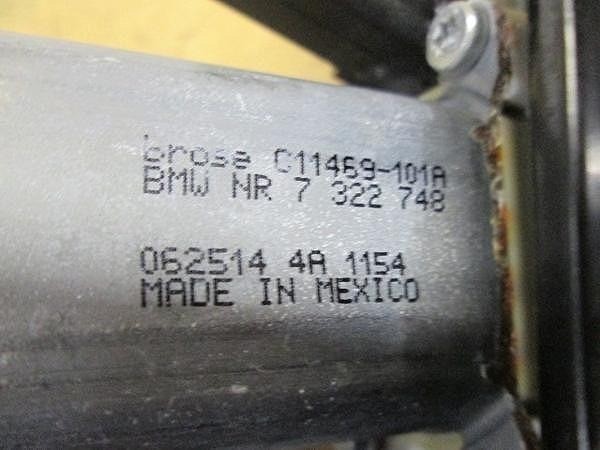 brose C11469-101A
BMW NR 7 322 748
062514 4A 1154
MADE IN MEXICO